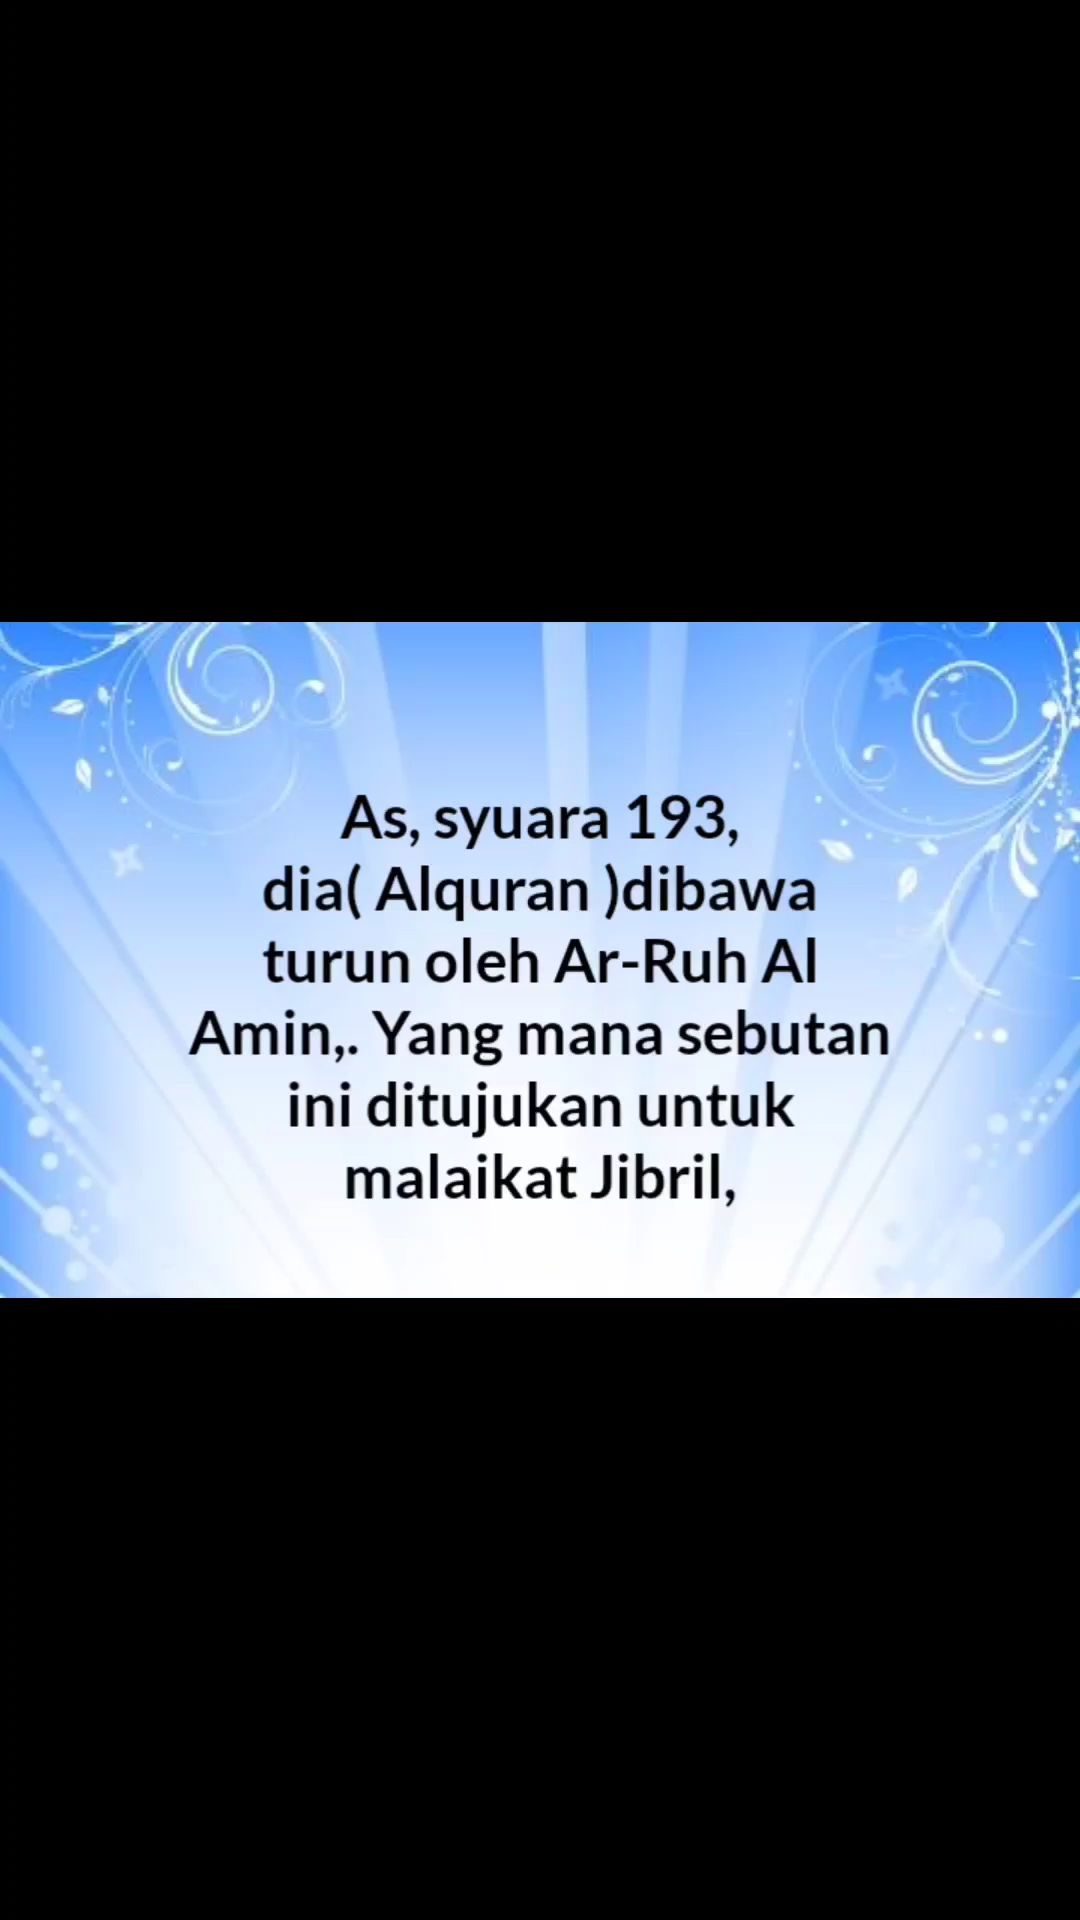 As, syuara 193,
dia( Alquran )dibawa
turun oleh Ar-Ruh Al
Amin,. Yang mana sebutan
ini ditujukan untuk
malaikat Jibril,